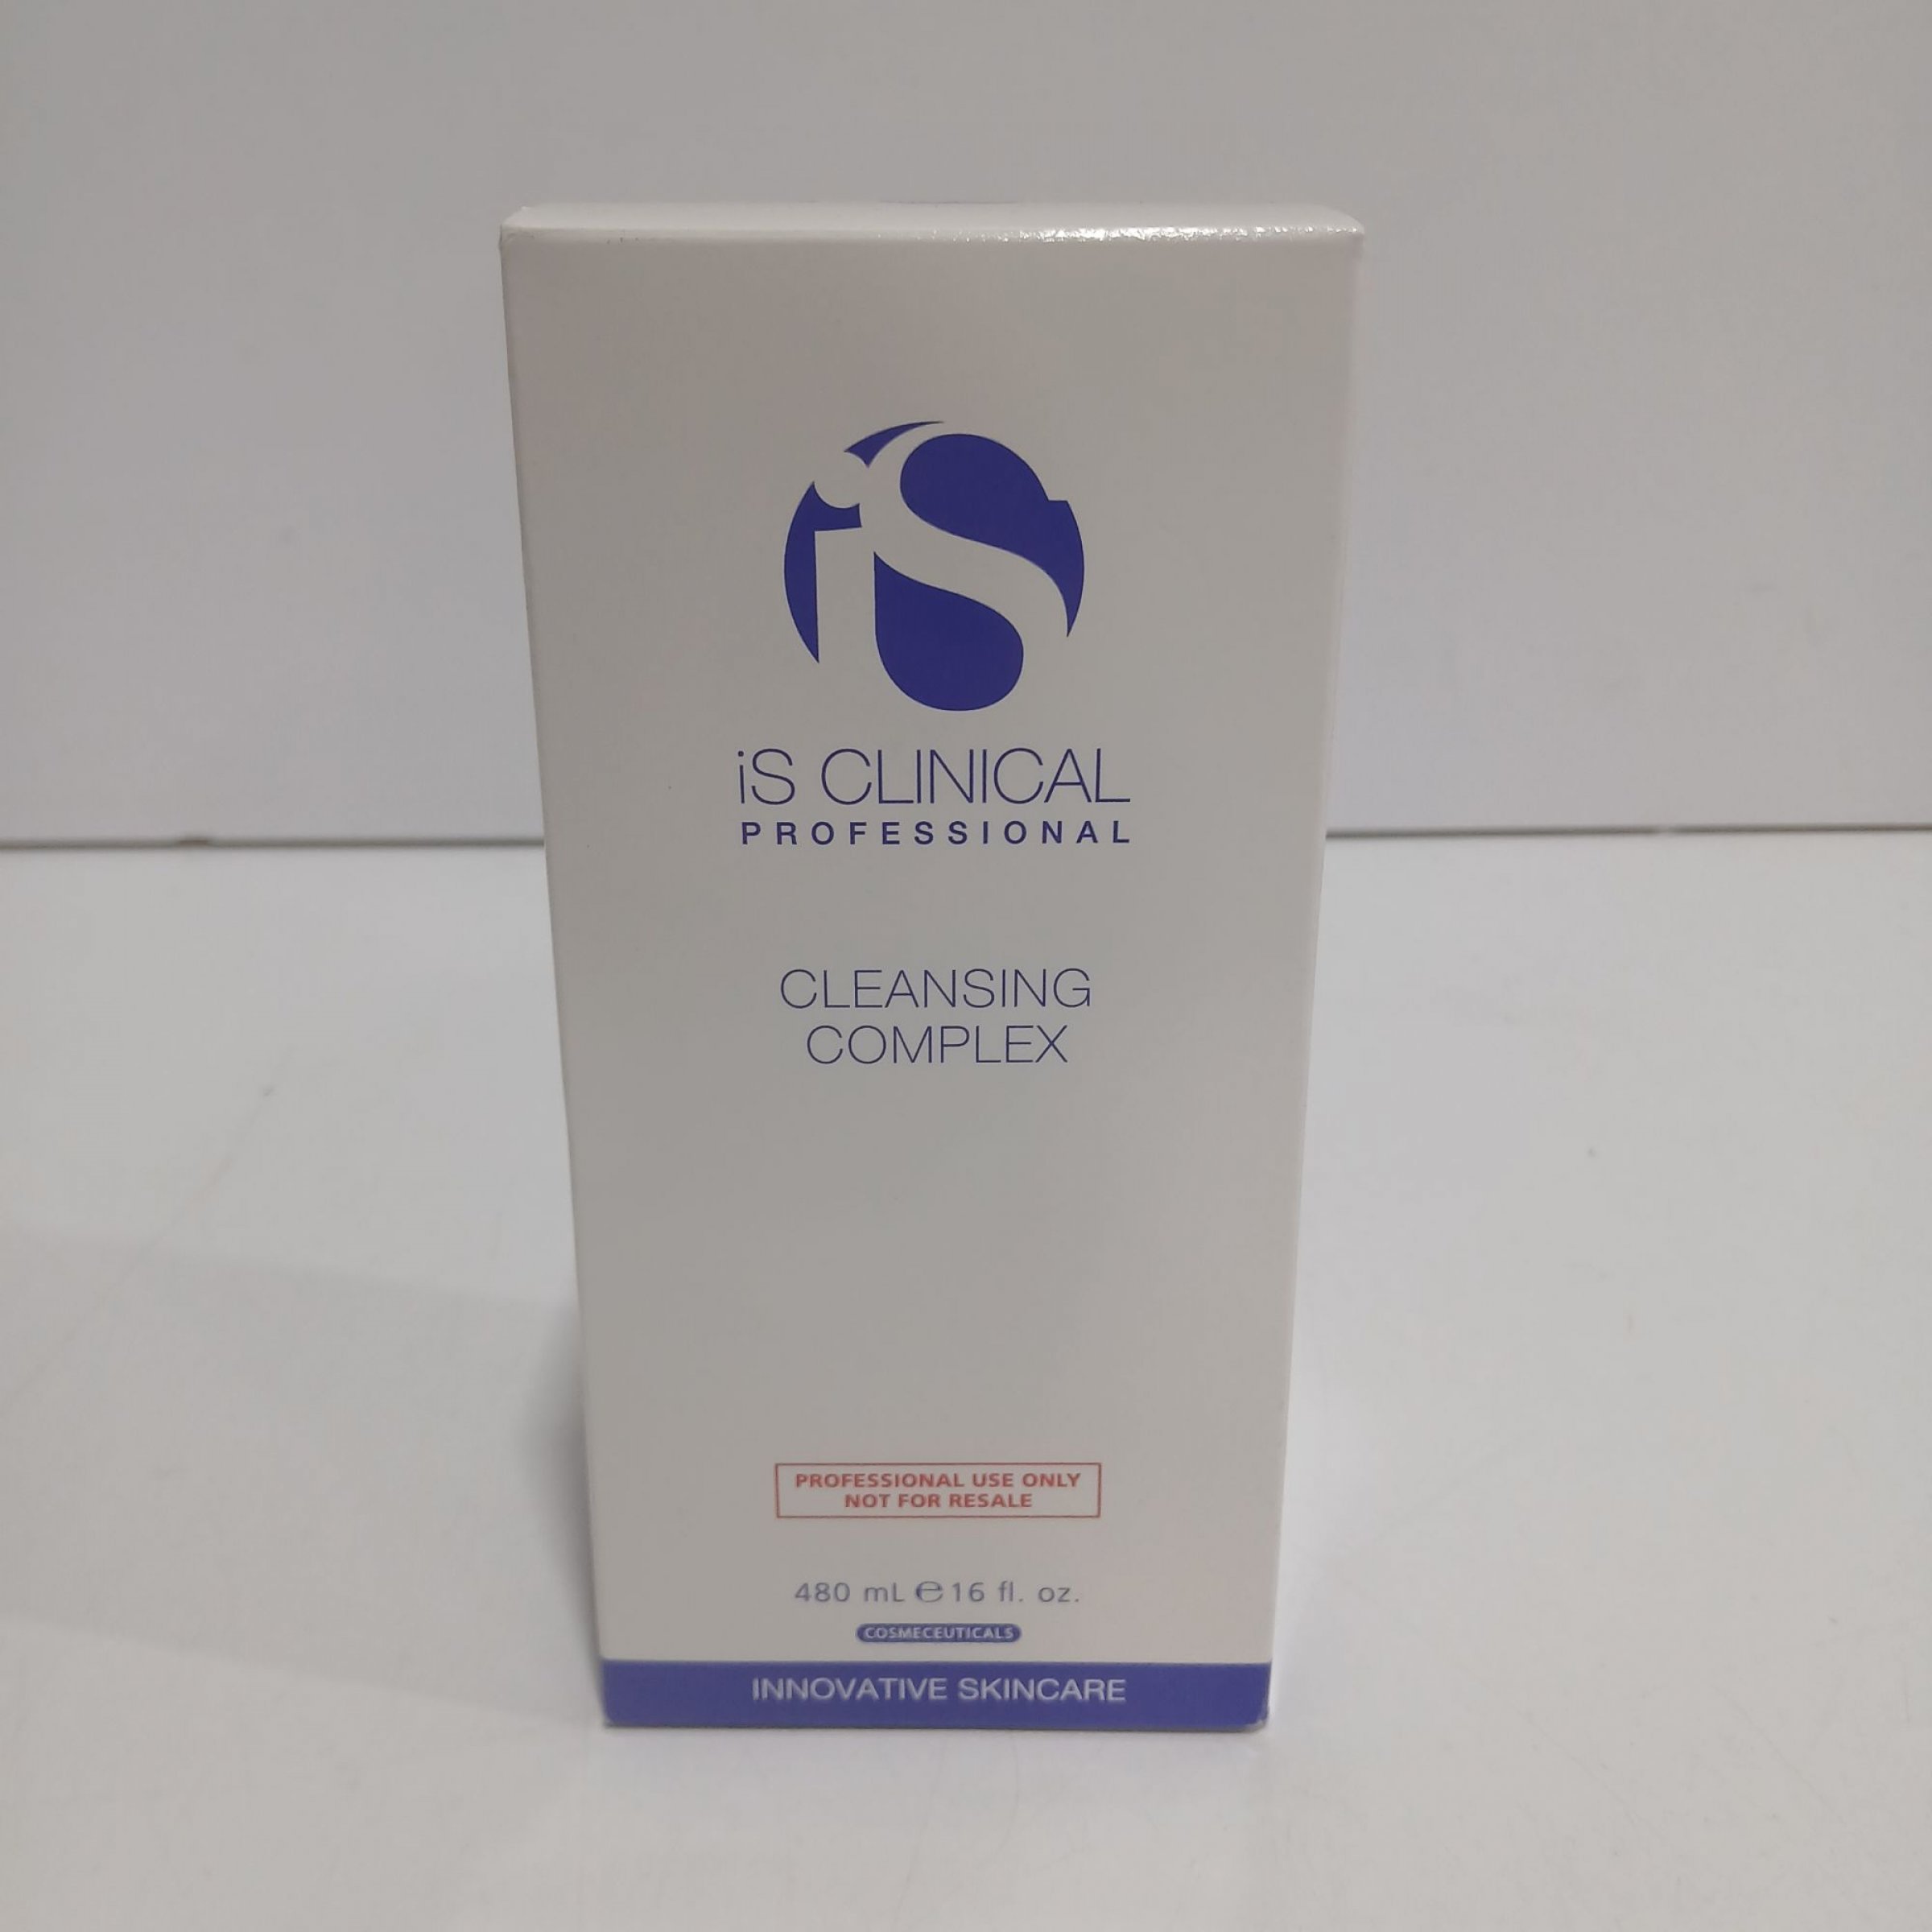 iS
iS CLINICAL
PROFESSIONAL
CLEANSING
COMPLEX
PROFESSIONAL USE ONLY
NOT FOR RESALE
480 mL ℮ 16 fl. oz.
COSMECEUTICALS
INNOVATIVE SKINCARE